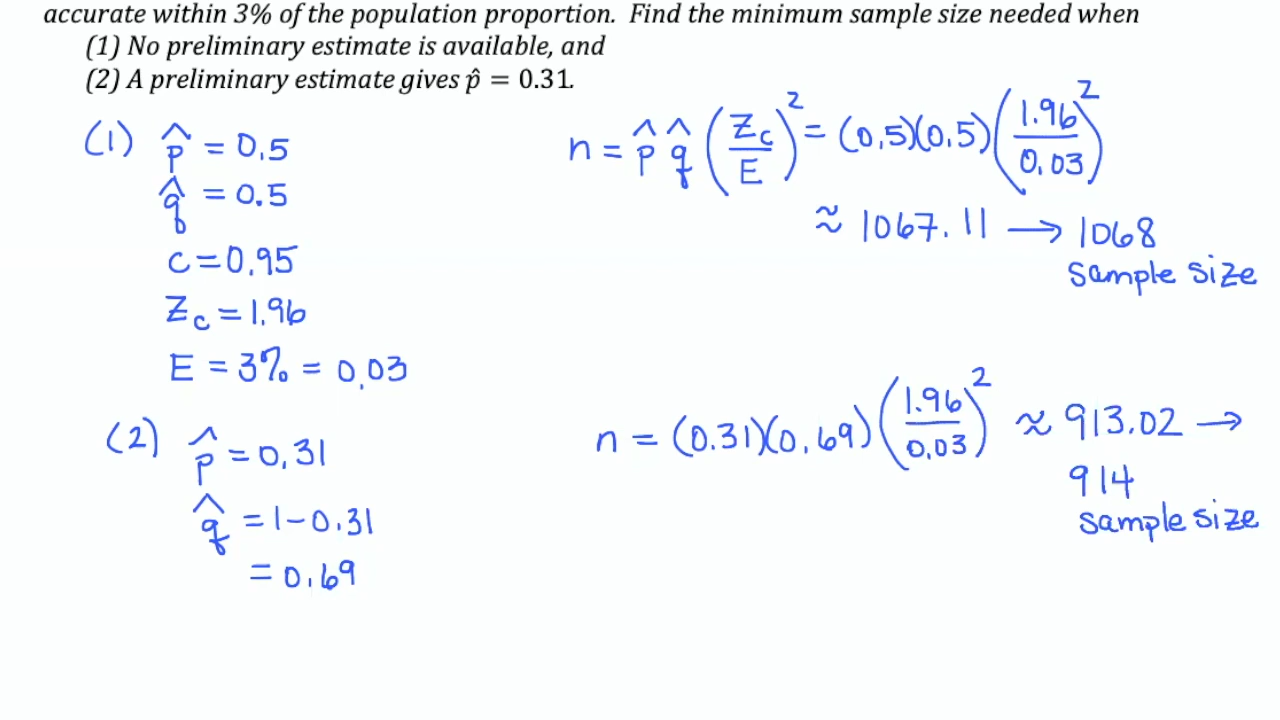 accurate within 3% of the population proportion. Find the minimum sample size needed when
(1) No preliminary estimate is available, and
(2) A preliminary estimate gives p̂ = 0.31.
(1) p̂ = 0.5
q̂ = 0.5
c = 0.95
Zc = 1.96
E = 3% = 0.03
n = p̂ q̂ (Zc/E)² = (0.5)(0.5)(1.96/0.03)²
≈ 1067.11 → 1068
sample size
(2) p̂ = 0.31
q̂ = 1 - 0.31
= 0.69
n = (0.31)(0.69)(1.96/0.03)² ≈ 913.02 →
914
sample size